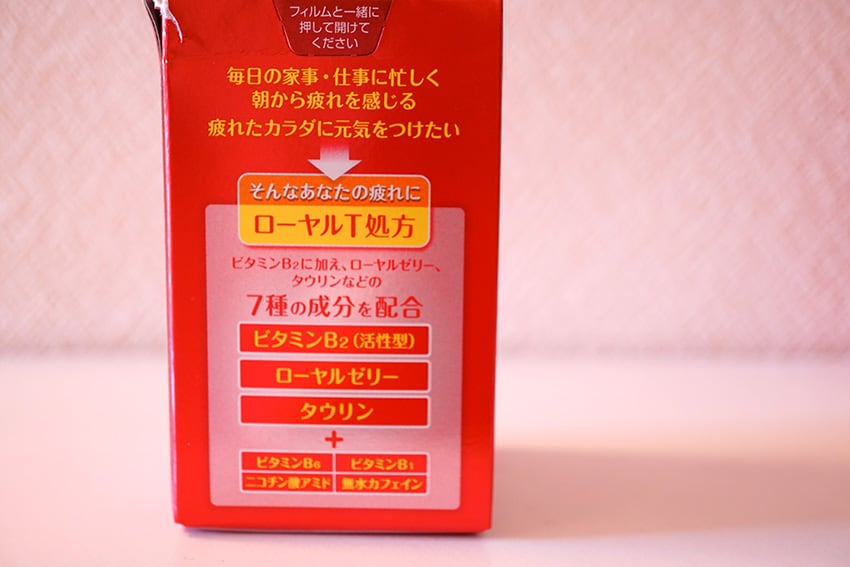 フィルムと一緒に
押して開けて
ください
毎日の家事・仕事に忙しく
朝から疲れを感じる
疲れたカラダに元気をつけたい
そんなあなたの疲れに
ローヤルT処方
ビタミンB2に加え、ローヤルゼリー、
タウリンなどの
7種の成分を配合
ビタミンB2(活性型)
ローヤルゼリー
タウリン
+
ビタミンB6 ビタミンB1
ニコチン酸アミド 無水カフェイン